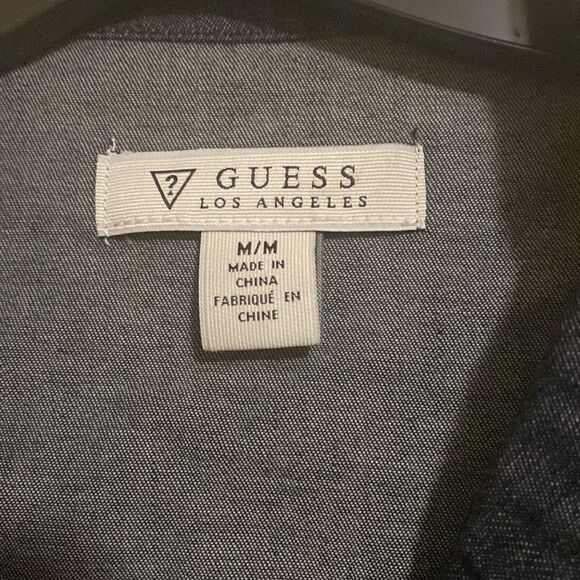 ?
GUESS
LOS ANGELES
M/M
MADE IN
CHINA
FABRIQUÉ EN
CHINE